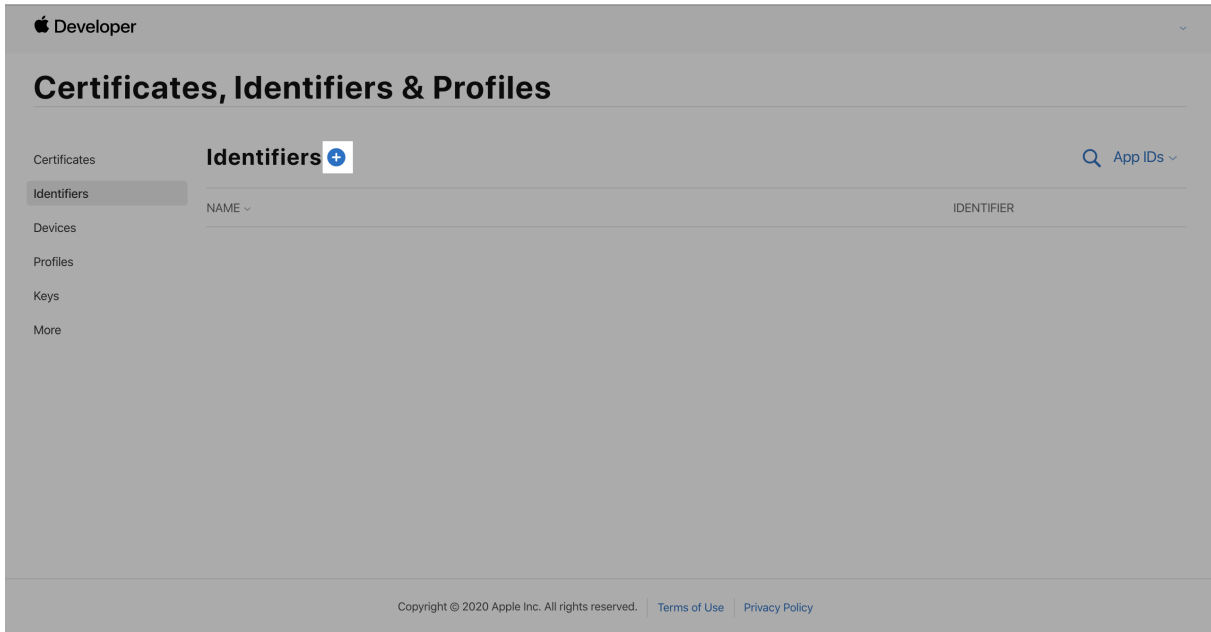 Developer
Certificates, Identifiers & Profiles
Certificates
Identifiers
Devices
Profiles
Keys
More
Identifiers
App IDs
NAME
IDENTIFIER
Copyright © 2020 Apple Inc. All rights reserved. Terms of Use Privacy Policy